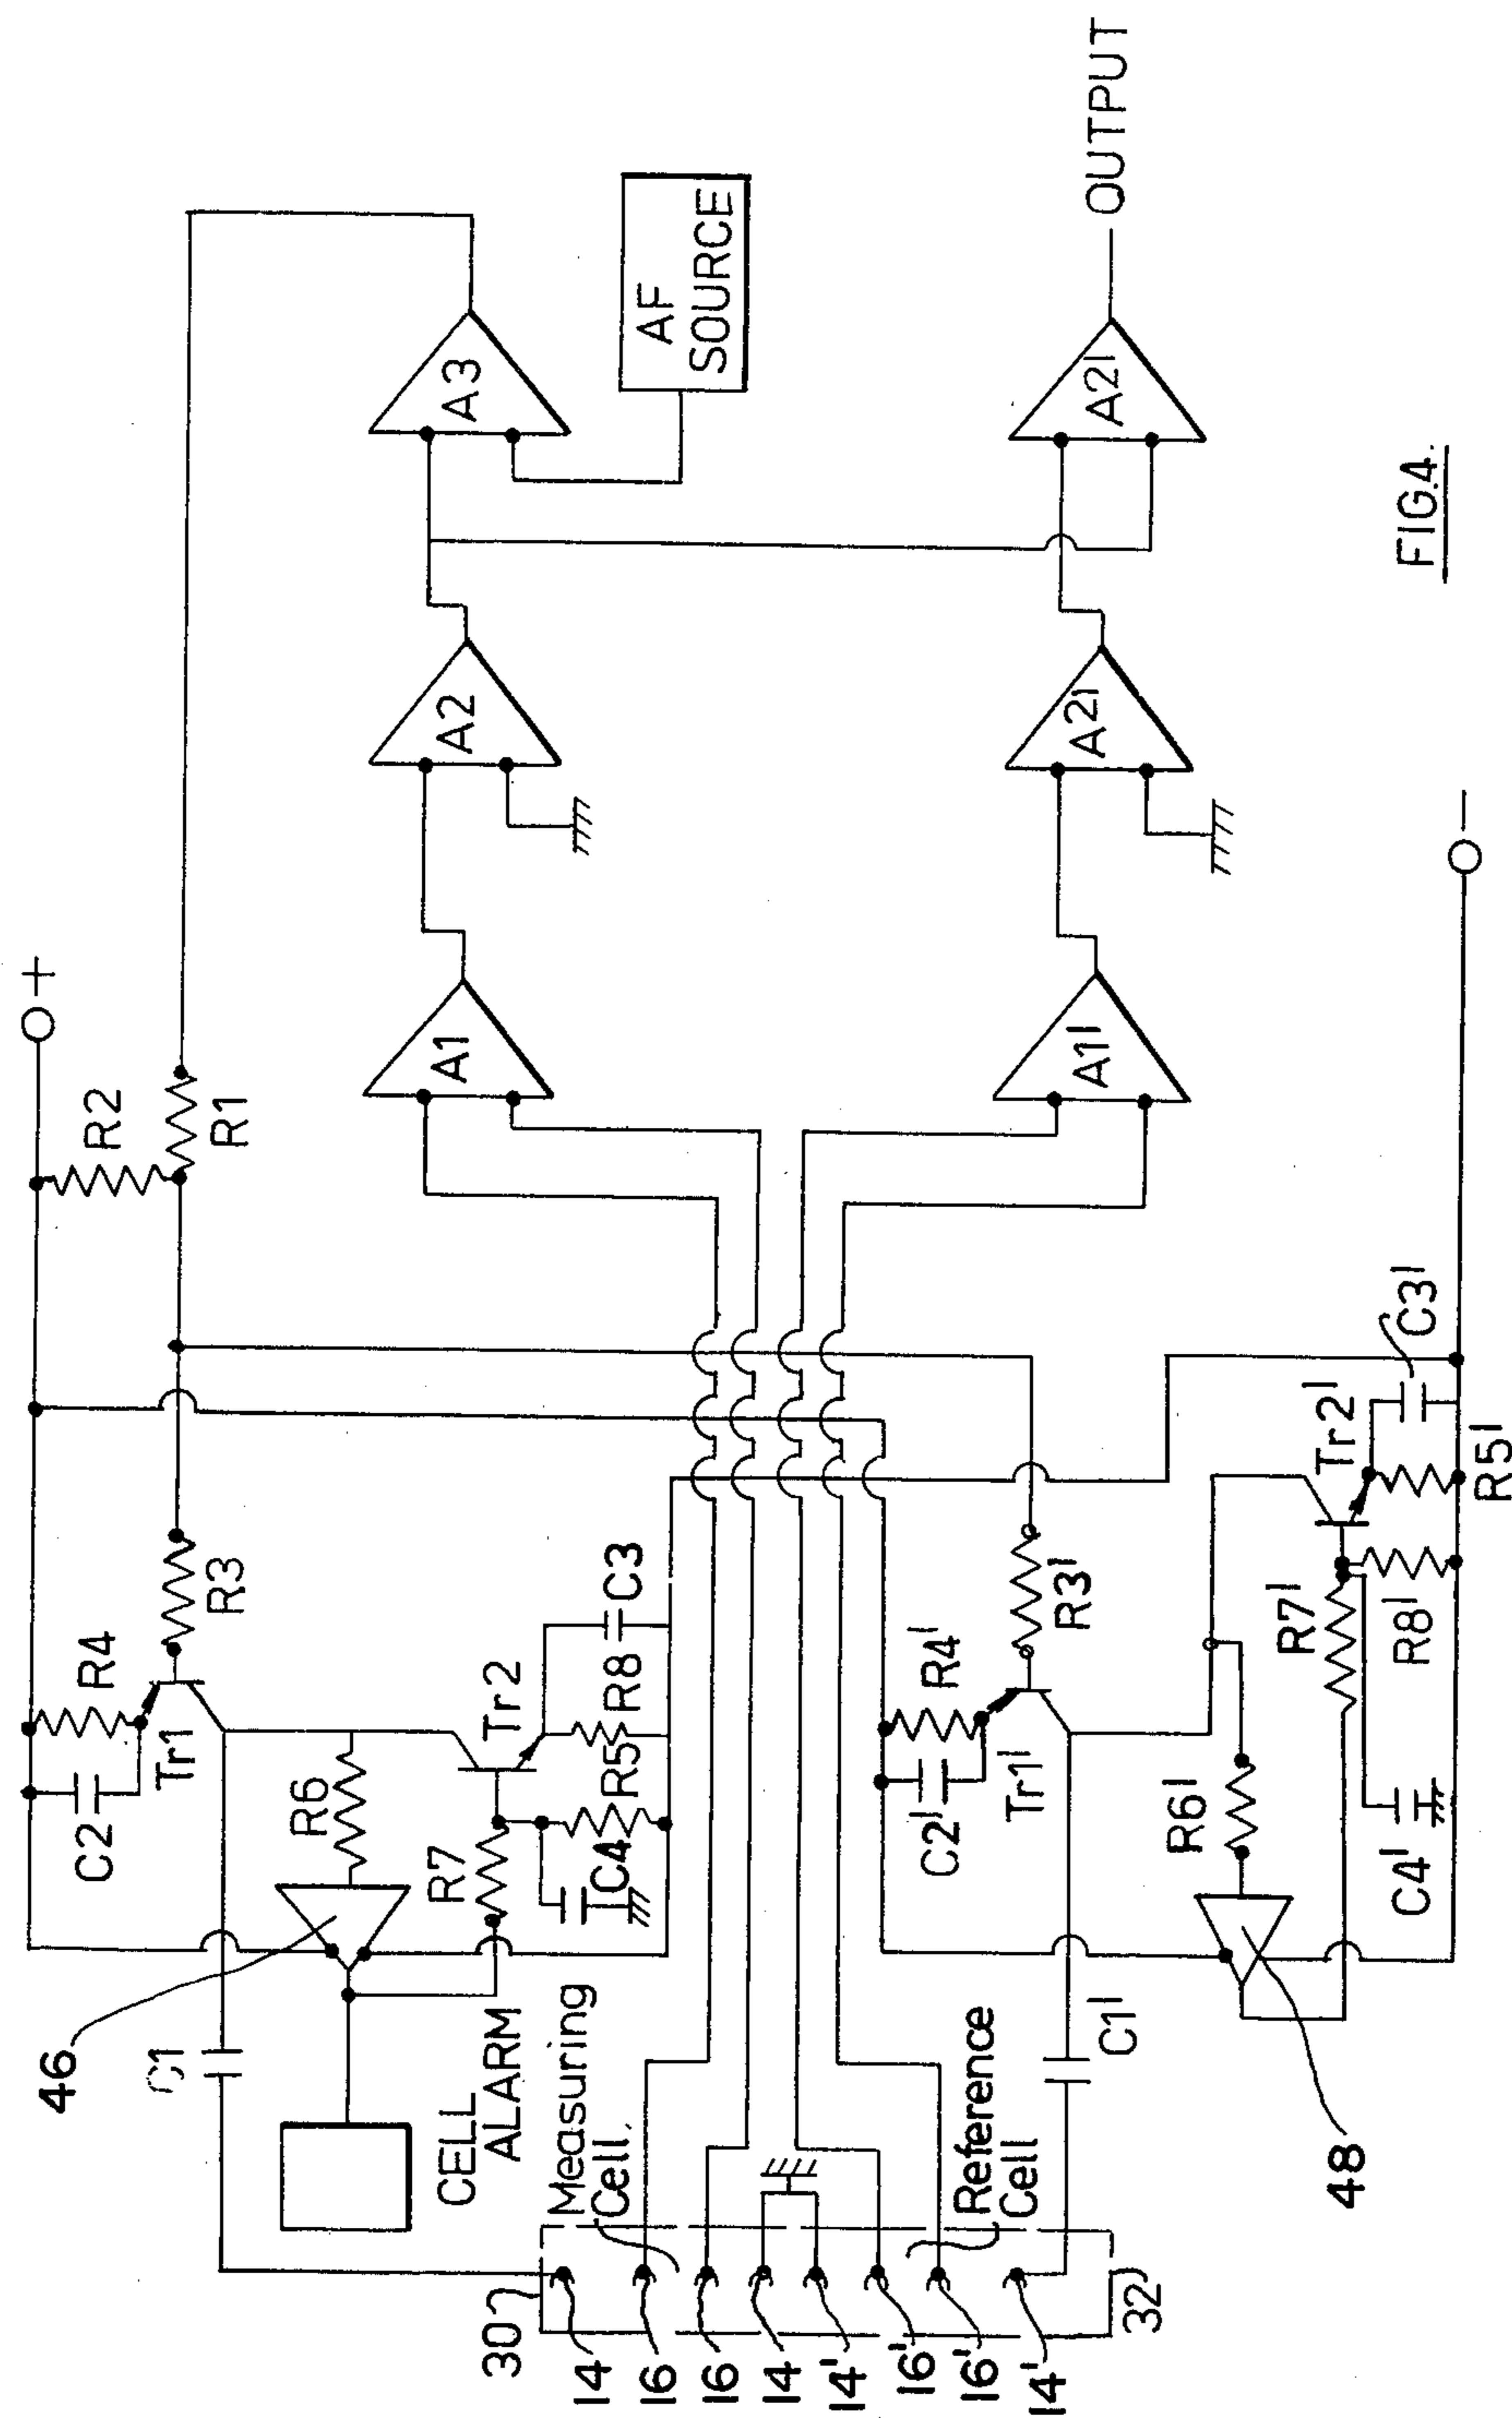 +
R2
R1
R4
R3
C2
Tr1
R6
46
C1
Tr2
C3
R8
R5
R7
C4
CELL
ALARM
A1
A2
A3
AF
SOURCE
Measuring
Cell
30
14
16
16
14
14'
16'
16'
14'
32
Reference
Cell
A1'
A2'
A2'
OUTPUT
R4'
R3'
C2'
Tr1'
C1'
R6'
48
Tr2'
C3'
R5'
R7'
R8'
C4'
−
FIG.4.